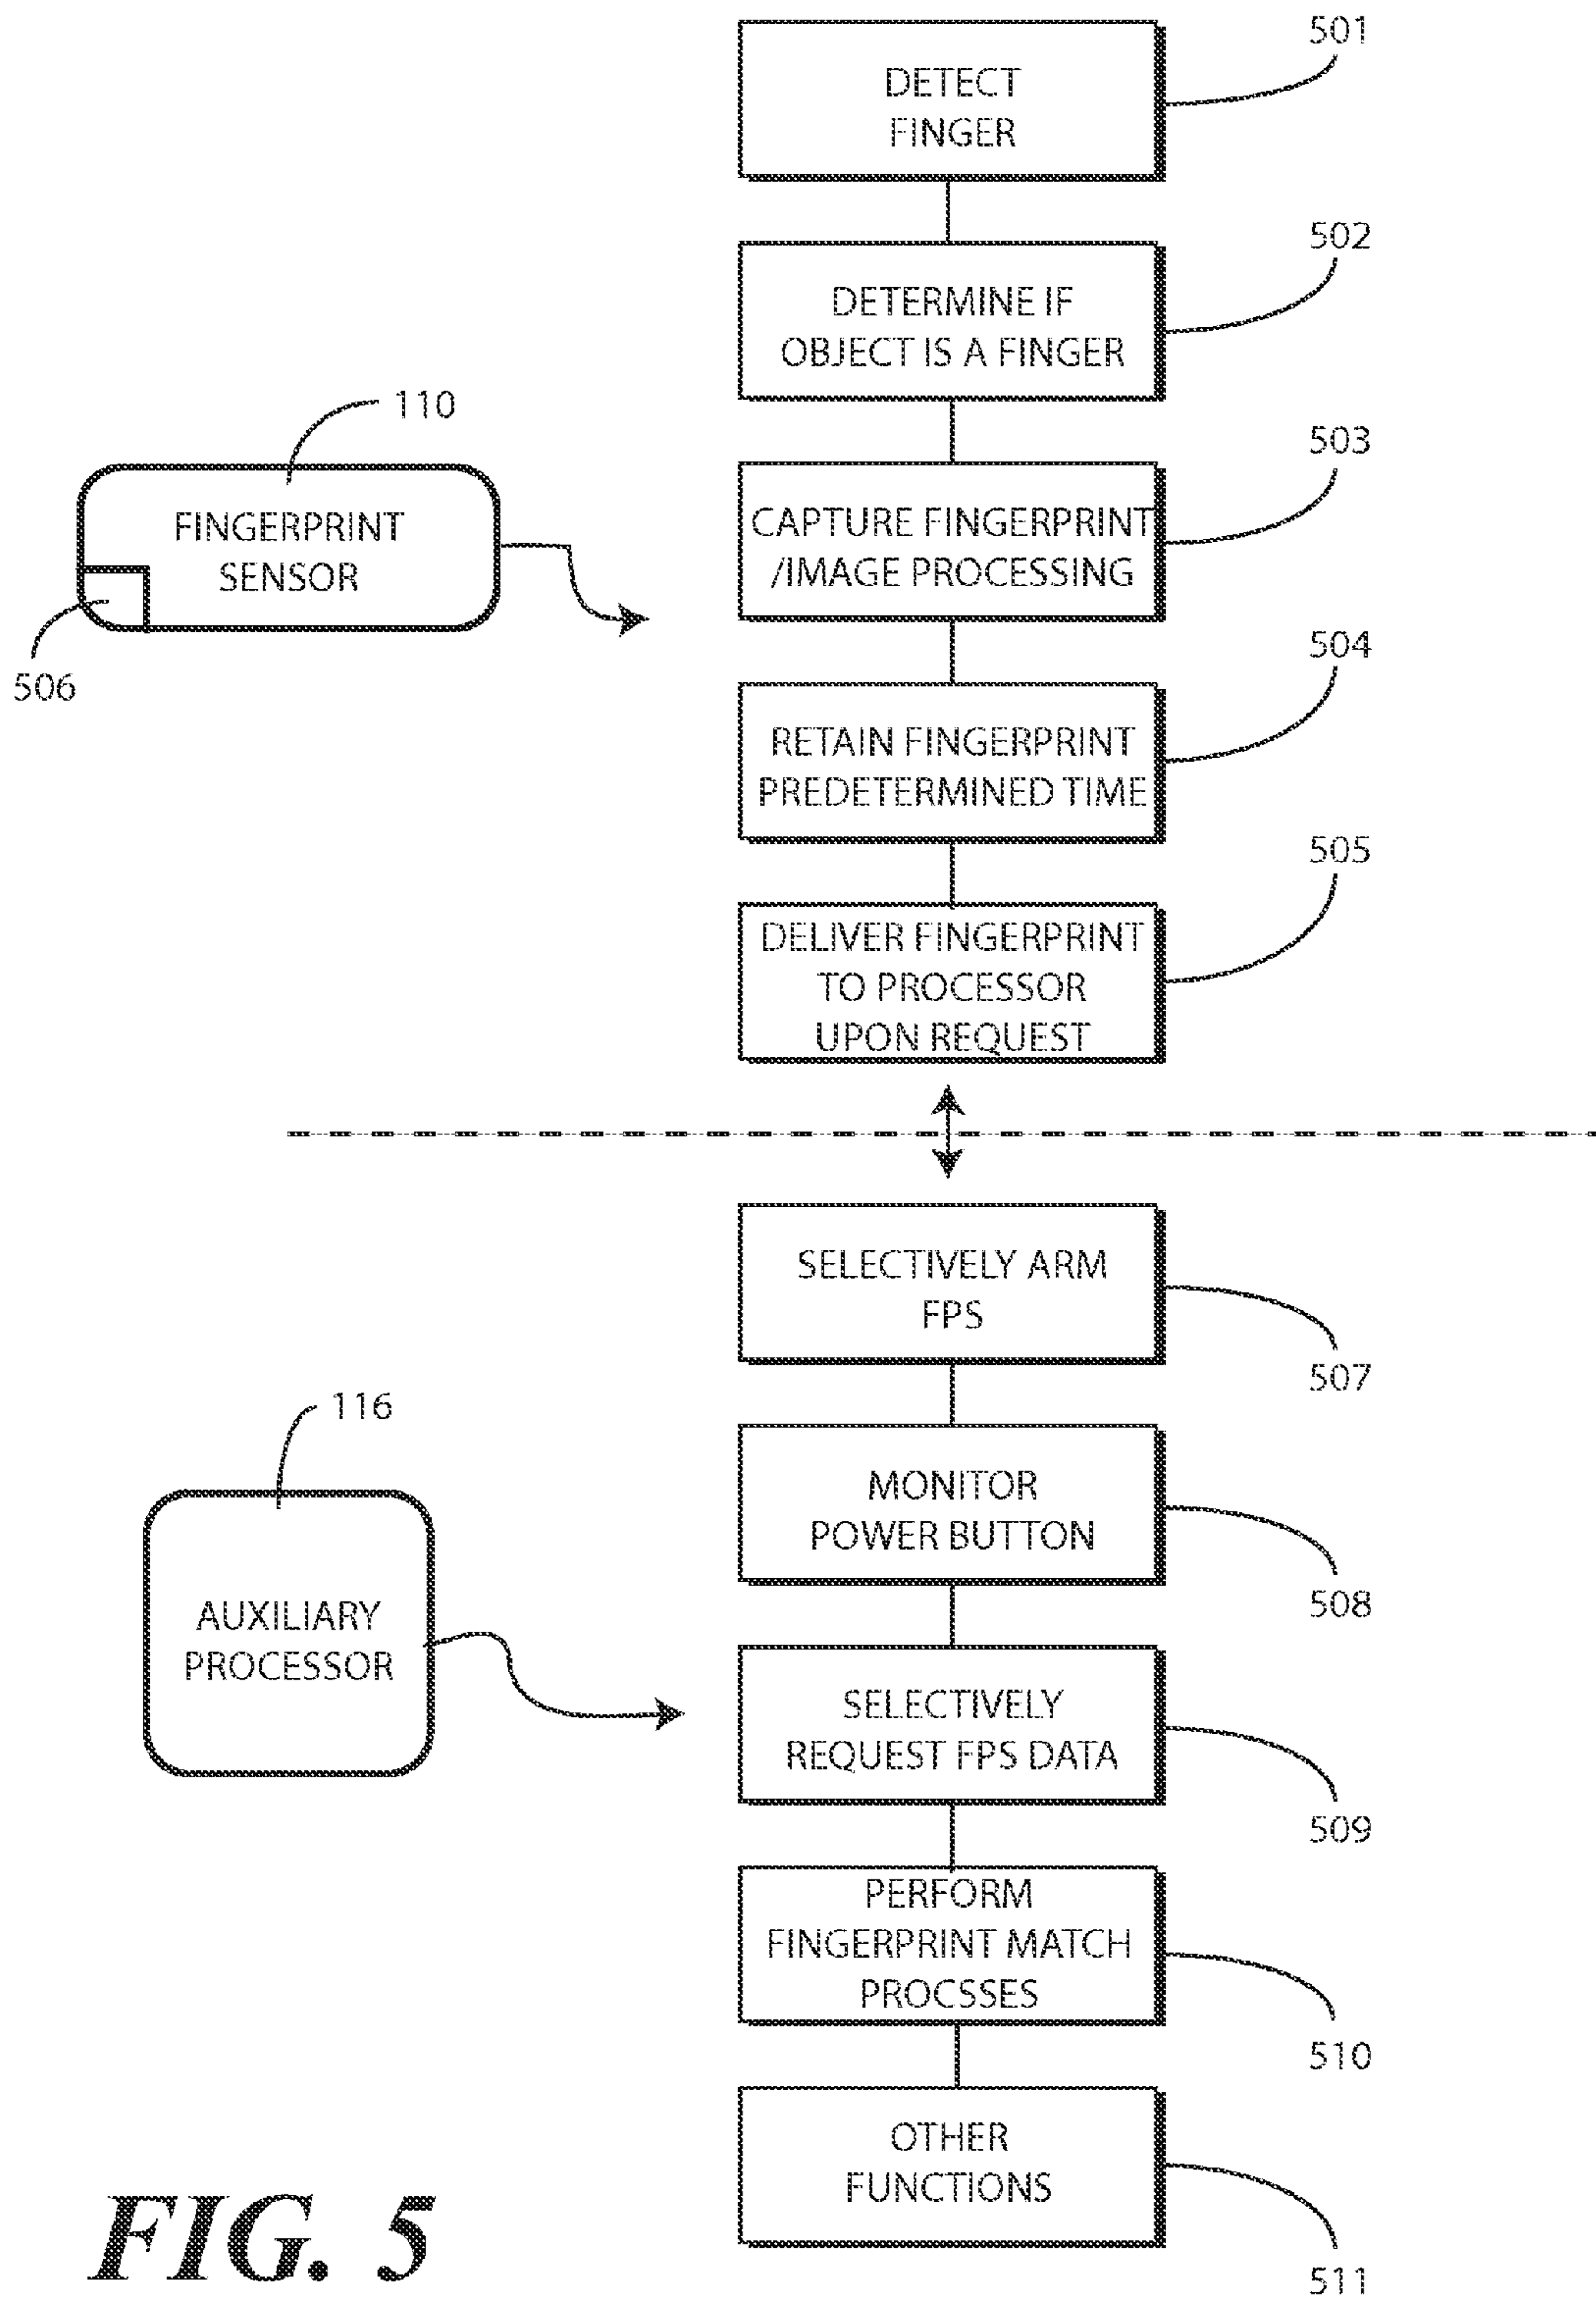 501
DETECT
FINGER
502
DETERMINE IF
OBJECT IS A FINGER
110
503
FINGERPRINT
SENSOR
CAPTURE FINGERPRINT
/IMAGE PROCESSING
506
504
RETAIN FINGERPRINT
PREDETERMINED TIME
505
DELIVER FINGERPRINT
TO PROCESSOR
UPON REQUEST
SELECTIVELY ARM
FPS
507
116
MONITOR
POWER BUTTON
508
AUXILIARY
PROCESSOR
SELECTIVELY
REQUEST FPS DATA
509
PERFORM
FINGERPRINT MATCH
PROCSSES
510
OTHER
FUNCTIONS
511
FIG. 5